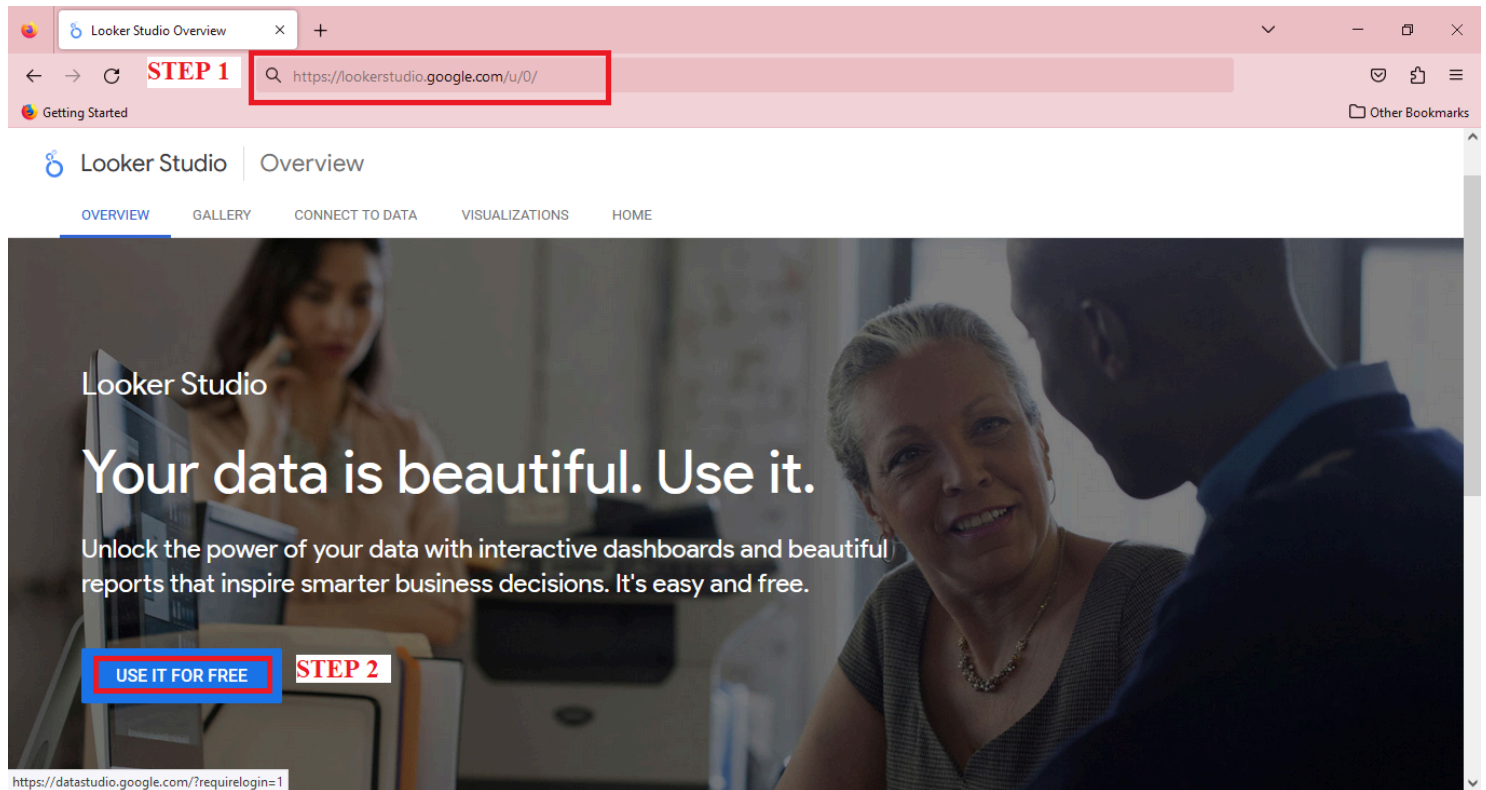 Looker Studio Overview
STEP 1
https://lookerstudio.google.com/u/0/
Getting Started
Other Bookmarks
Looker Studio Overview
OVERVIEW GALLERY CONNECT TO DATA VISUALIZATIONS HOME
Looker Studio
Your data is beautiful. Use it.
Unlock the power of your data with interactive dashboards and beautiful
reports that inspire smarter business decisions. It's easy and free.
USE IT FOR FREE
STEP 2
https://datastudio.google.com/?requirelogin=1